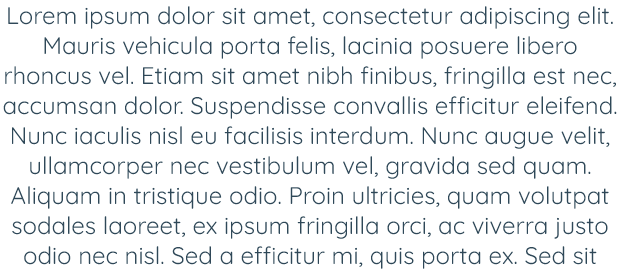 Lorem ipsum dolor sit amet, consectetur adipiscing elit.
Mauris vehicula porta felis, lacinia posuere libero
rhoncus vel. Etiam sit amet nibh finibus, fringilla est nec,
accumsan dolor. Suspendisse convallis efficitur eleifend.
Nunc iaculis nisl eu facilisis interdum. Nunc augue velit,
ullamcorper nec vestibulum vel, gravida sed quam.
Aliquam in tristique odio. Proin ultricies, quam volutpat
sodales laoreet, ex ipsum fringilla orci, ac viverra justo
odio nec nisl. Sed a efficitur mi, quis porta ex. Sed sit